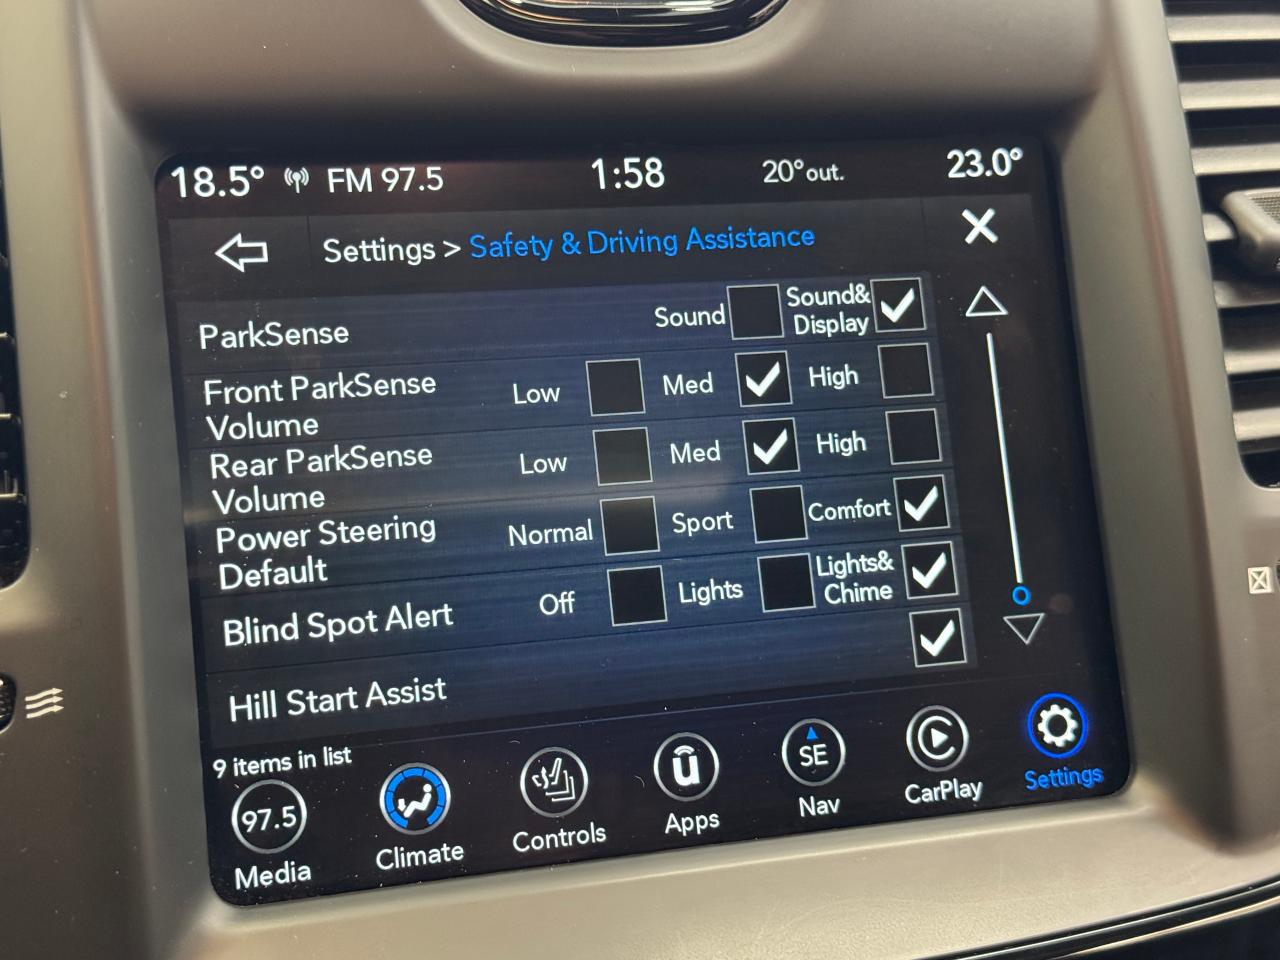 18.5° FM 97.5 1:58 20°out. 23.0°
Settings > Safety & Driving Assistance
ParkSense Sound Sound& Display
Front ParkSense Volume Low Med High
Rear ParkSense Volume Low Med High
Power Steering Default Normal Sport Comfort
Blind Spot Alert Off Lights Lights& Chime
Hill Start Assist
9 items in list
97.5 SE
Media Climate Controls Apps Nav CarPlay Settings